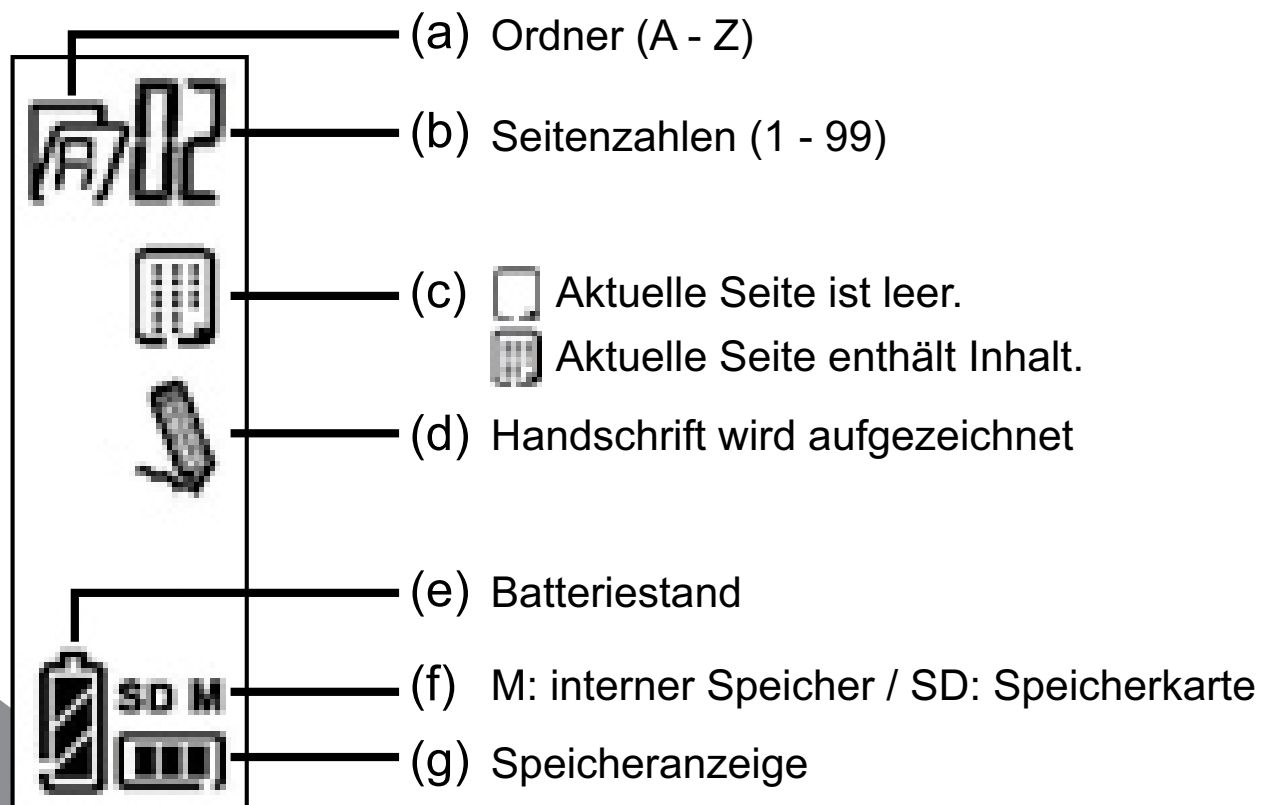 (a) Ordner (A - Z)
A 02
(b) Seitenzahlen (1 - 99)
(c) Aktuelle Seite ist leer.
Aktuelle Seite enthält Inhalt.
(d) Handschrift wird aufgezeichnet
(e) Batteriestand
SD M
(f) M: interner Speicher / SD: Speicherkarte
(g) Speicheranzeige